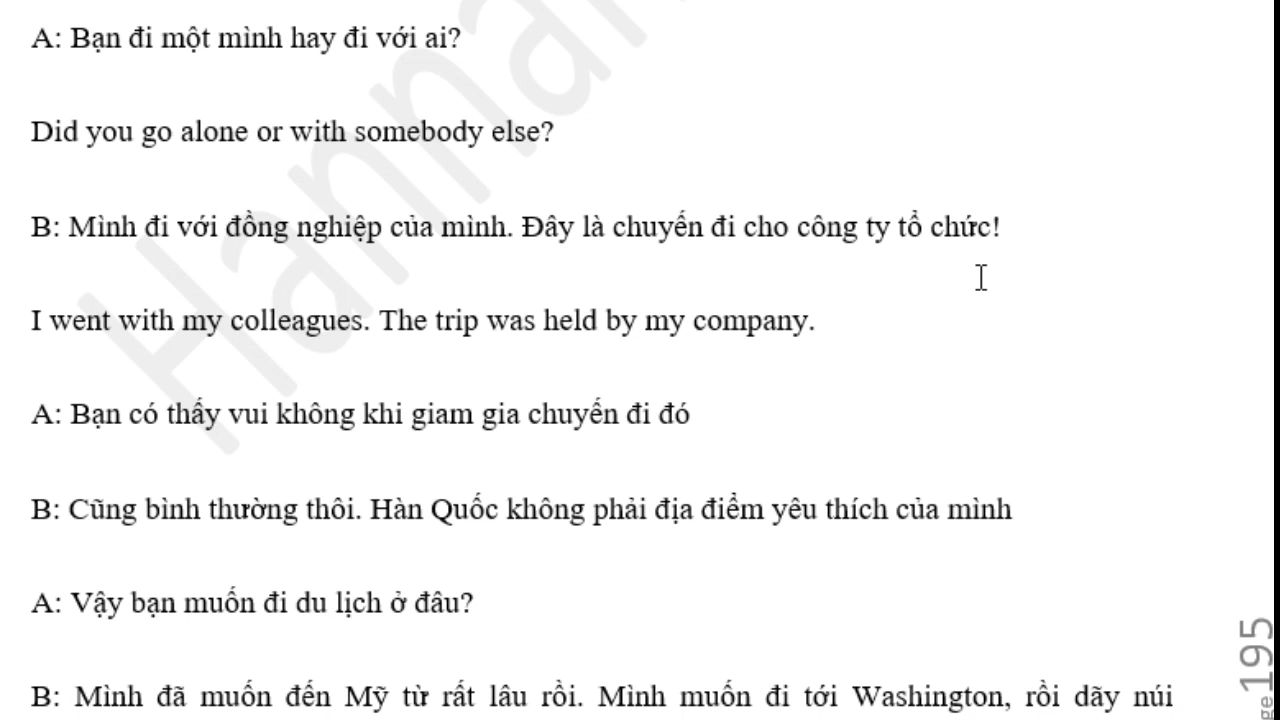 A: Bạn đi một mình hay đi với ai?
Did you go alone or with somebody else?
B: Mình đi với đồng nghiệp của mình. Đây là chuyến đi cho công ty tổ chức!
I went with my colleagues. The trip was held by my company.
A: Bạn có thấy vui không khi giam gia chuyến đi đó
B: Cũng bình thường thôi. Hàn Quốc không phải địa điểm yêu thích của mình
A: Vậy bạn muốn đi du lịch ở đâu?
B: Mình đã muốn đến Mỹ từ rất lâu rồi. Mình muốn đi tới Washington, rồi dãy núi
195